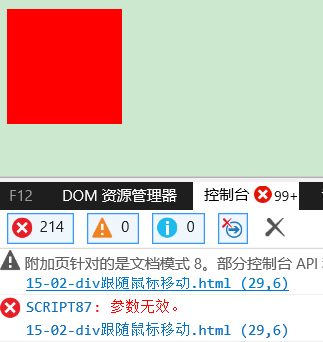 F12 DOM 资源管理器 控制台 99+
214 0 0
附加页针对的是文档模式 8。部分控制台 API
15-02-div跟随鼠标移动.html (29,6)
SCRIPT87: 参数无效。
15-02-div跟随鼠标移动.html (29,6)